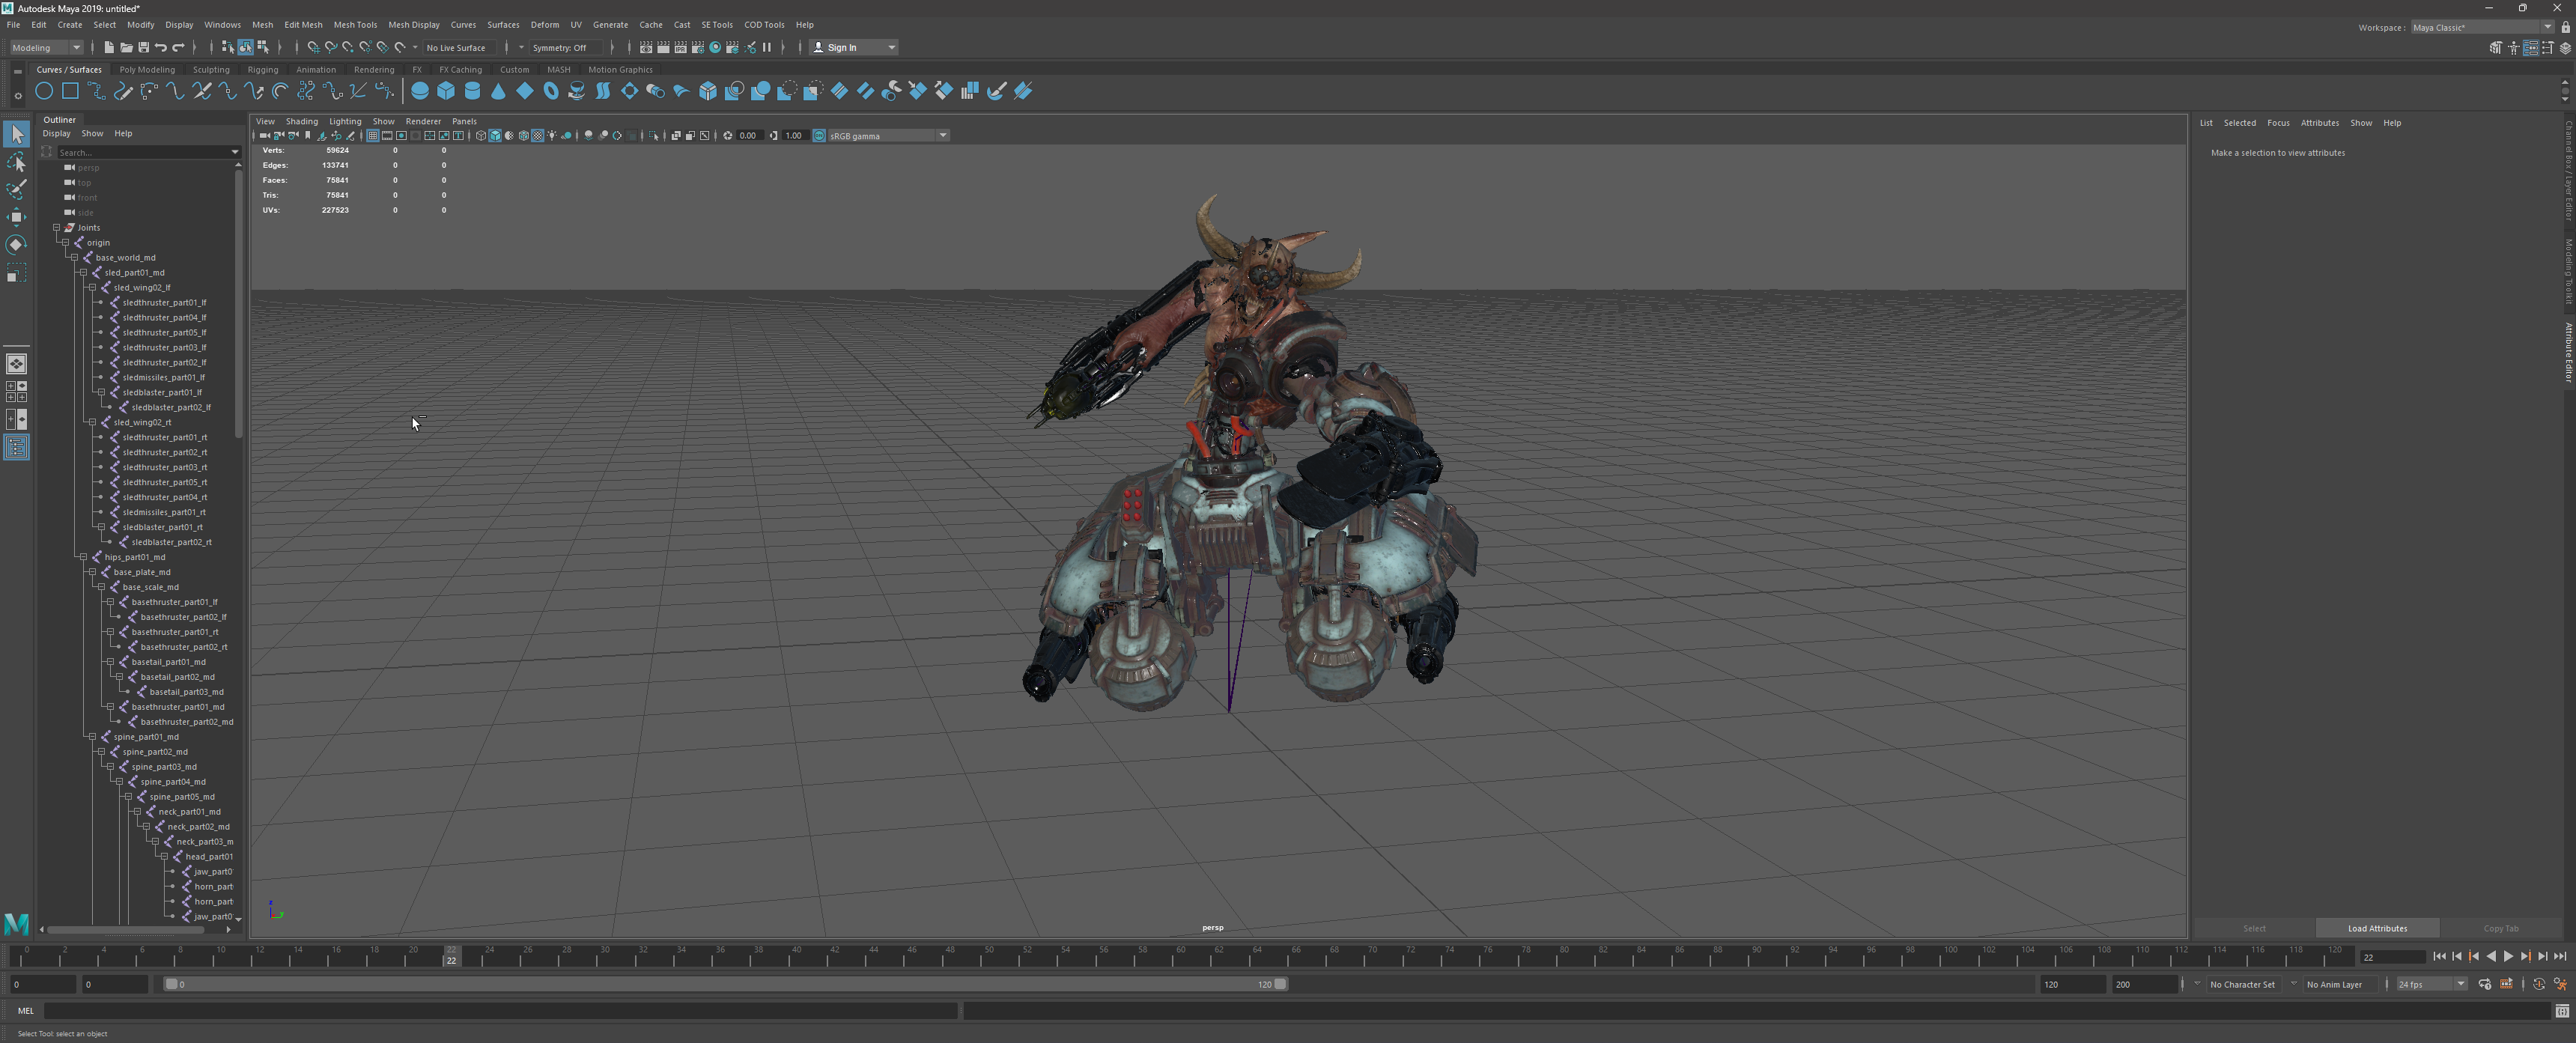 Autodesk Maya 2019: untitled*
File Edit Create Select Modify Display Windows Mesh Edit Mesh Mesh Tools Mesh Display Curves Surfaces Deform UV Generate Cache Cast SE Tools COD Tools Help
Workspace : Maya Classic*
Modeling No Live Surface Symmetry: Off Sign In
Curves / Surfaces Poly Modeling Sculpting Rigging Animation Rendering FX FX Caching Custom MASH Motion Graphics
Outliner
Display Show Help
Search...
persp
top
front
side
Joints
origin
base_world_md
sled_part01_md
sled_wing02_lf
sledthruster_part01_lf
sledthruster_part04_lf
sledthruster_part05_lf
sledthruster_part03_lf
sledthruster_part02_lf
sledmissiles_part01_lf
sledblaster_part01_lf
sledblaster_part02_lf
sled_wing02_rt
sledthruster_part01_rt
sledthruster_part02_rt
sledthruster_part03_rt
sledthruster_part05_rt
sledthruster_part04_rt
sledmissiles_part01_rt
sledblaster_part01_rt
sledblaster_part02_rt
hips_part01_md
base_plate_md
base_scale_md
basethruster_part01_lf
basethruster_part02_lf
basethruster_part01_rt
basethruster_part02_rt
basetail_part01_md
basetail_part02_md
basetail_part03_md
basethruster_part01_md
basethruster_part02_md
spine_part01_md
spine_part02_md
spine_part03_md
spine_part04_md
spine_part05_md
neck_part01_md
neck_part02_md
neck_part03_m
head_part01
jaw_part0
horn_part
horn_part
jaw_part0
View Shading Lighting Show Renderer Panels
0.00 1.00 sRGB gamma
Verts: 59624 0 0
Edges: 133741 0 0
Faces: 75841 0 0
Tris: 75841 0 0
UVs: 227523 0 0
z
y
persp
List Selected Focus Attributes Show Help
Make a selection to view attributes
Select Load Attributes Copy Tab
Channel Box / Layer Editor
Modeling Toolkit
Attribute Editor
0 2 4 6 8 10 12 14 16 18 20 22 24 26 28 30 32 34 36 38 40 42 44 46 48 50 52 54 56 58 60 62 64 66 68 70 72 74 76 78 80 82 84 86 88 90 92 94 96 98 100 102 104 106 108 110 112 114 116 118 120
22
22
0 0 0 120 120 200 No Character Set No Anim Layer 24 fps
MEL
Select Tool: select an object